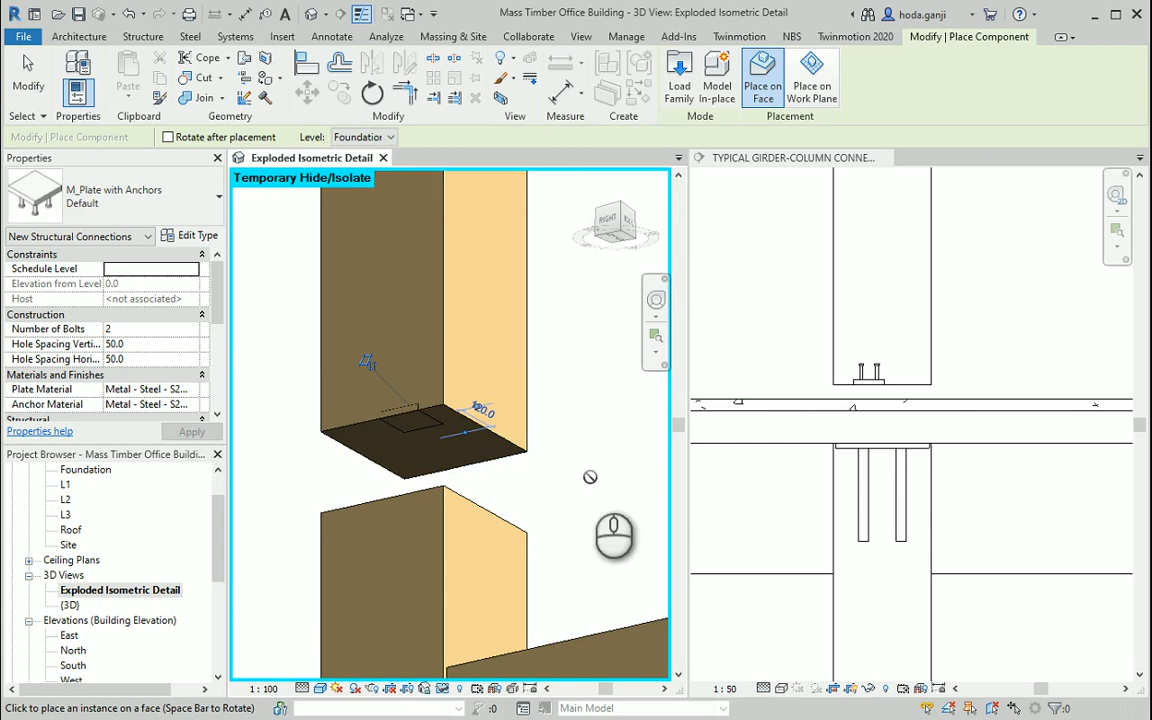 Mass Timber Office Building - 3D View: Exploded Isometric Detail
hoda.ganji
File Architecture Structure Steel Systems Insert Annotate Analyze Massing & Site Collaborate View Manage Add-Ins Twinmotion NBS Twinmotion 2020 Modify | Place Component
Modify
Paste
Cope
Cut
Join
Load Family
Model In-place
Place on Face
Place on Work Plane
Select Properties Clipboard Geometry Modify View Measure Create Mode Placement
Modify | Place Component Rotate after placement Level: Foundation
Properties
M_Plate with Anchors
Default
New Structural Connections Edit Type
Constraints
Schedule Level
Elevation from Level 0.0
Host <not associated>
Construction
Number of Bolts 2
Hole Spacing Verti... 50.0
Hole Spacing Hori... 50.0
Materials and Finishes
Plate Material Metal - Steel - S2...
Anchor Material Metal - Steel - S2...
Structural
Properties help Apply
Project Browser - Mass Timber Office Buildi...
Foundation
L1
L2
L3
Roof
Site
Ceiling Plans
3D Views
Exploded Isometric Detail
{3D}
Elevations (Building Elevation)
East
North
South
West
Exploded Isometric Detail
Temporary Hide/Isolate
RIGHT
120.0
1 : 100
TYPICAL GIRDER-COLUMN CONNE...
2D
1 : 50
Click to place an instance on a face (Space Bar to Rotate)
:0
Main Model
:0